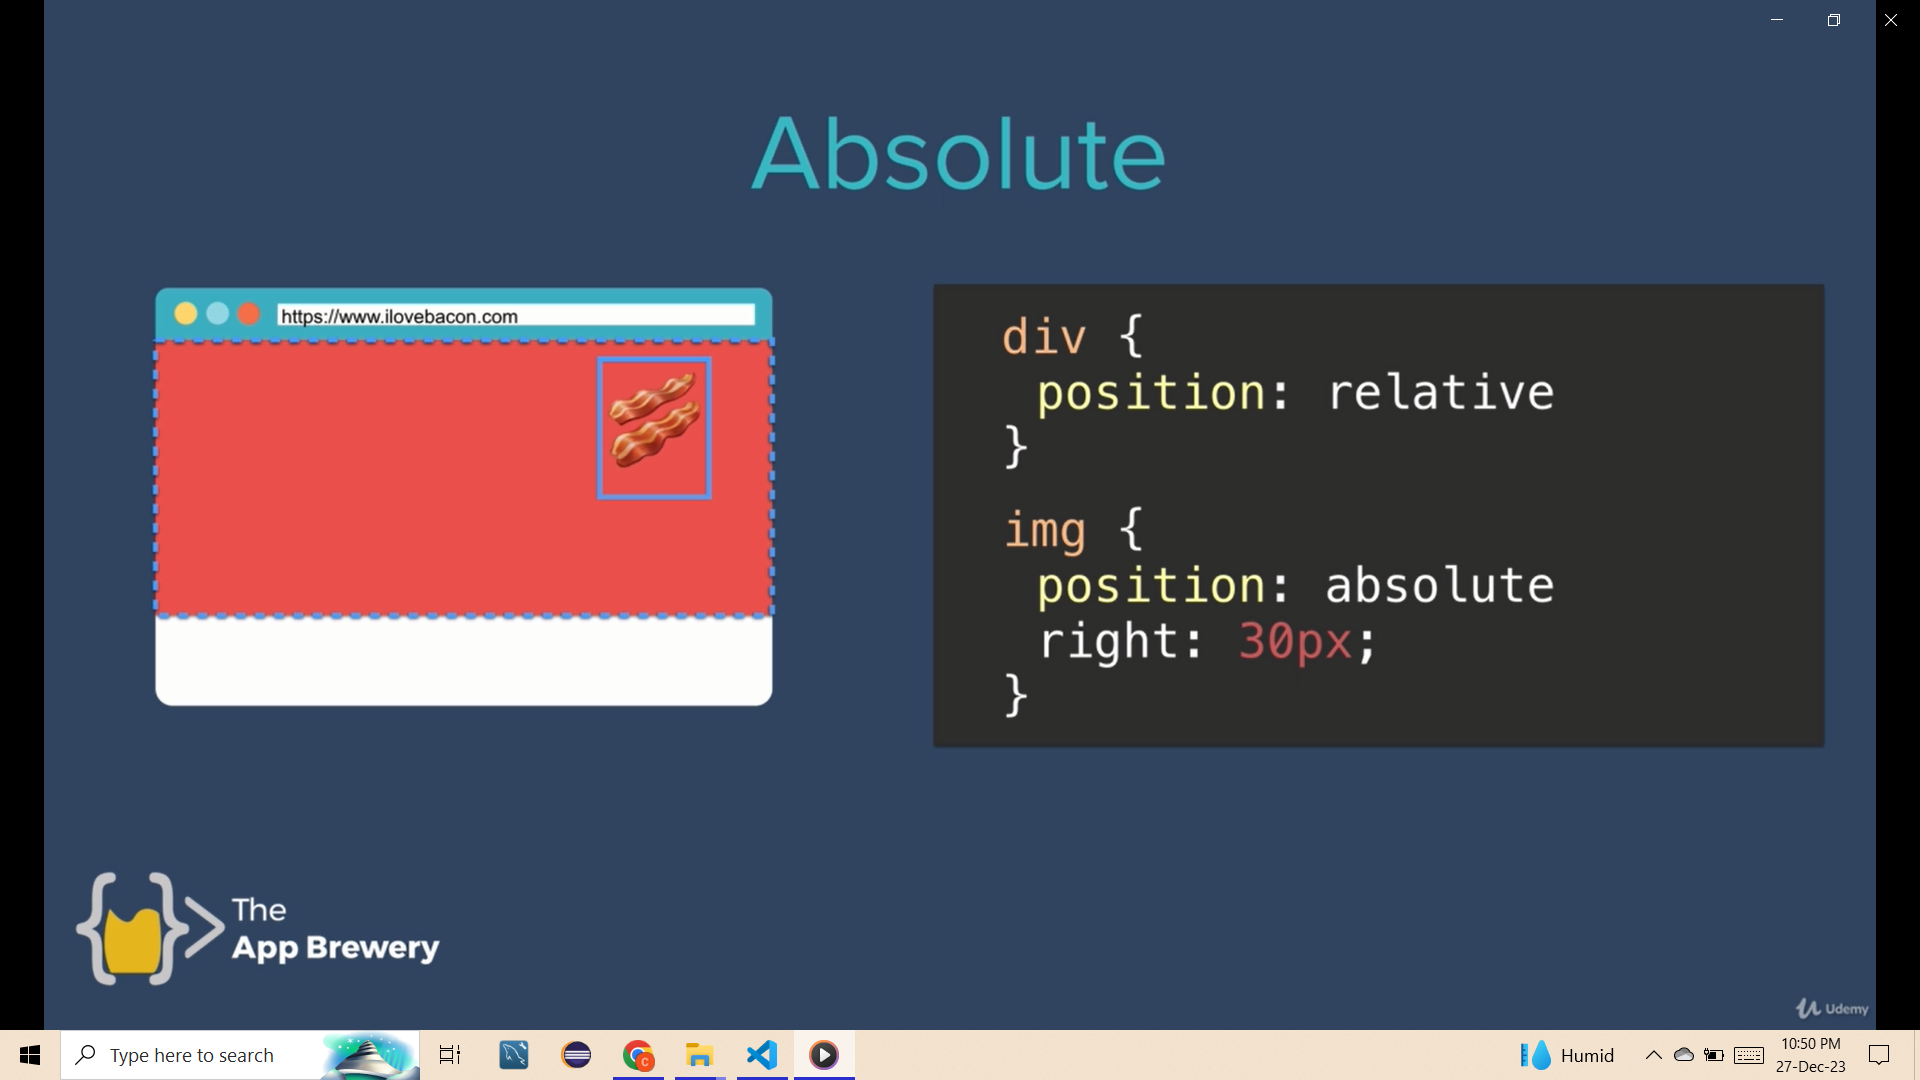 Absolute
https://www.ilovebacon.com
div {
position: relative
}
img {
position: absolute
right: 30px;
}
The
App Brewery
Udemy
Type here to search
C
Humid
10:50 PM
27-Dec-23